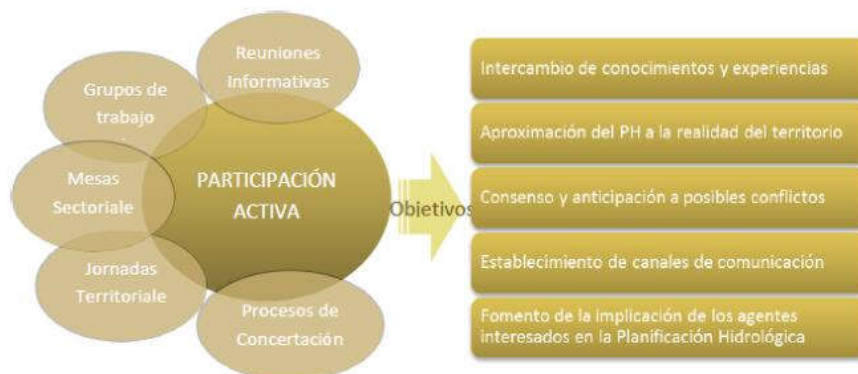 Reuniones
Informativas
Grupos de
trabajo
Mesas
Sectoriale
Jornadas
Territoriale
Procesos de
Concertación
PARTICIPACIÓN
ACTIVA
Objetivos
Intercambio de conocimientos y experiencias
Aproximación del PH a la realidad del territorio
Consenso y anticipación a posibles conflictos
Establecimiento de canales de comunicación
Fomento de la implicación de los agentes
interesados en la Planificación Hidrológica